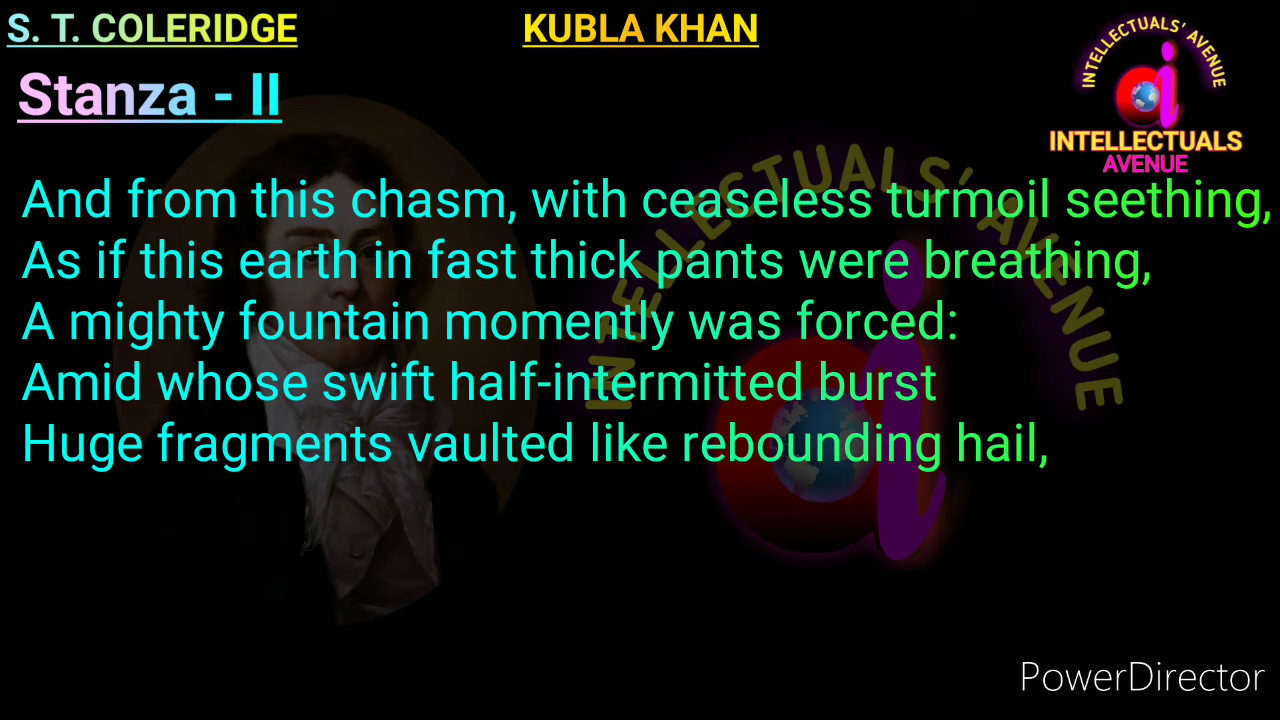 S. T. COLERIDGE
KUBLA KHAN
INTELLECTUALS' AVENUE
INTELLECTUALS
AVENUE
Stanza - II
And from this chasm, with ceaseless turmoil seething,
As if this earth in fast thick pants were breathing,
A mighty fountain momently was forced:
Amid whose swift half-intermitted burst
Huge fragments vaulted like rebounding hail,
INTELLECTUALS' AVENUE
PowerDirector